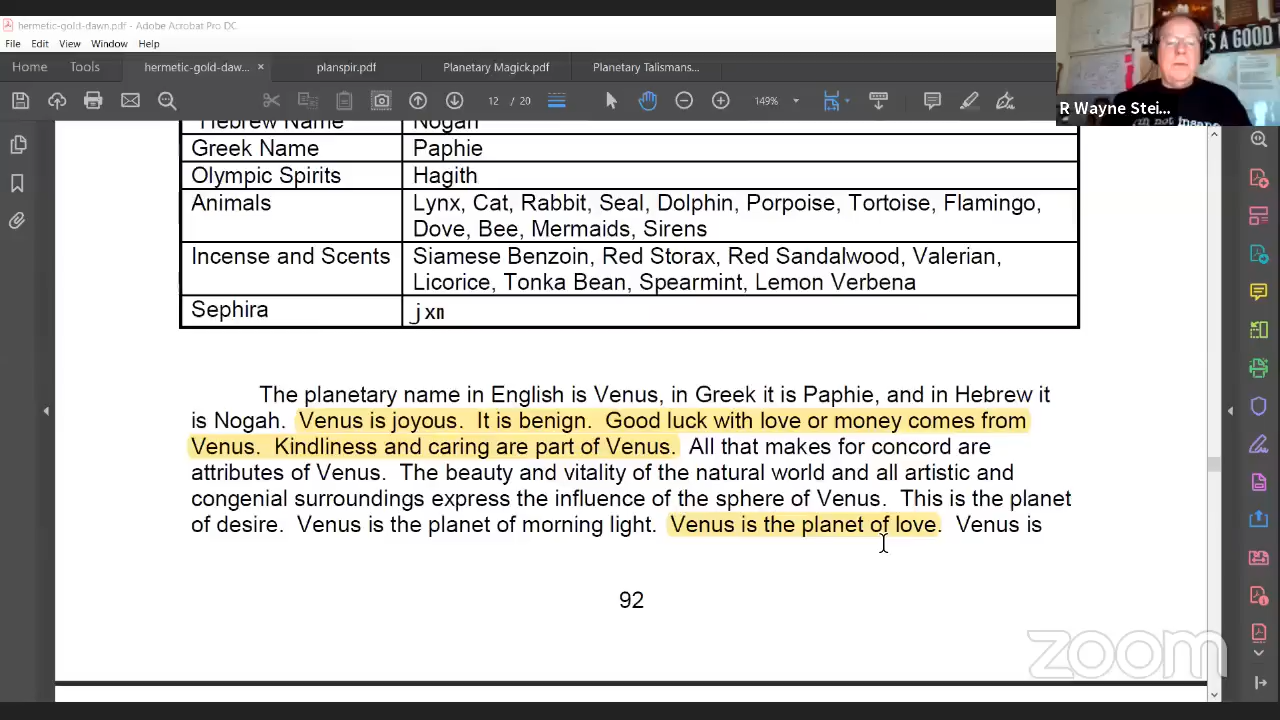 hermetic-gold-dawn.pdf - Adobe Acrobat Pro DC
File Edit View Window Help
Home Tools hermetic-gold-daw... × planspir.pdf Planetary Magick.pdf Planetary Talismans...
12 / 20 149%
'S A GOOD
R Wayne Stei...
i'm not insane
Hebrew Name Nogah
Greek Name Paphie
Olympic Spirits Hagith
Animals Lynx, Cat, Rabbit, Seal, Dolphin, Porpoise, Tortoise, Flamingo,
Dove, Bee, Mermaids, Sirens
Incense and Scents Siamese Benzoin, Red Storax, Red Sandalwood, Valerian,
Licorice, Tonka Bean, Spearmint, Lemon Verbena
Sephira jxn
The planetary name in English is Venus, in Greek it is Paphie, and in Hebrew it
is Nogah. Venus is joyous. It is benign. Good luck with love or money comes from
Venus. Kindliness and caring are part of Venus. All that makes for concord are
attributes of Venus. The beauty and vitality of the natural world and all artistic and
congenial surroundings express the influence of the sphere of Venus. This is the planet
of desire. Venus is the planet of morning light. Venus is the planet of love. Venus is
92
zoom